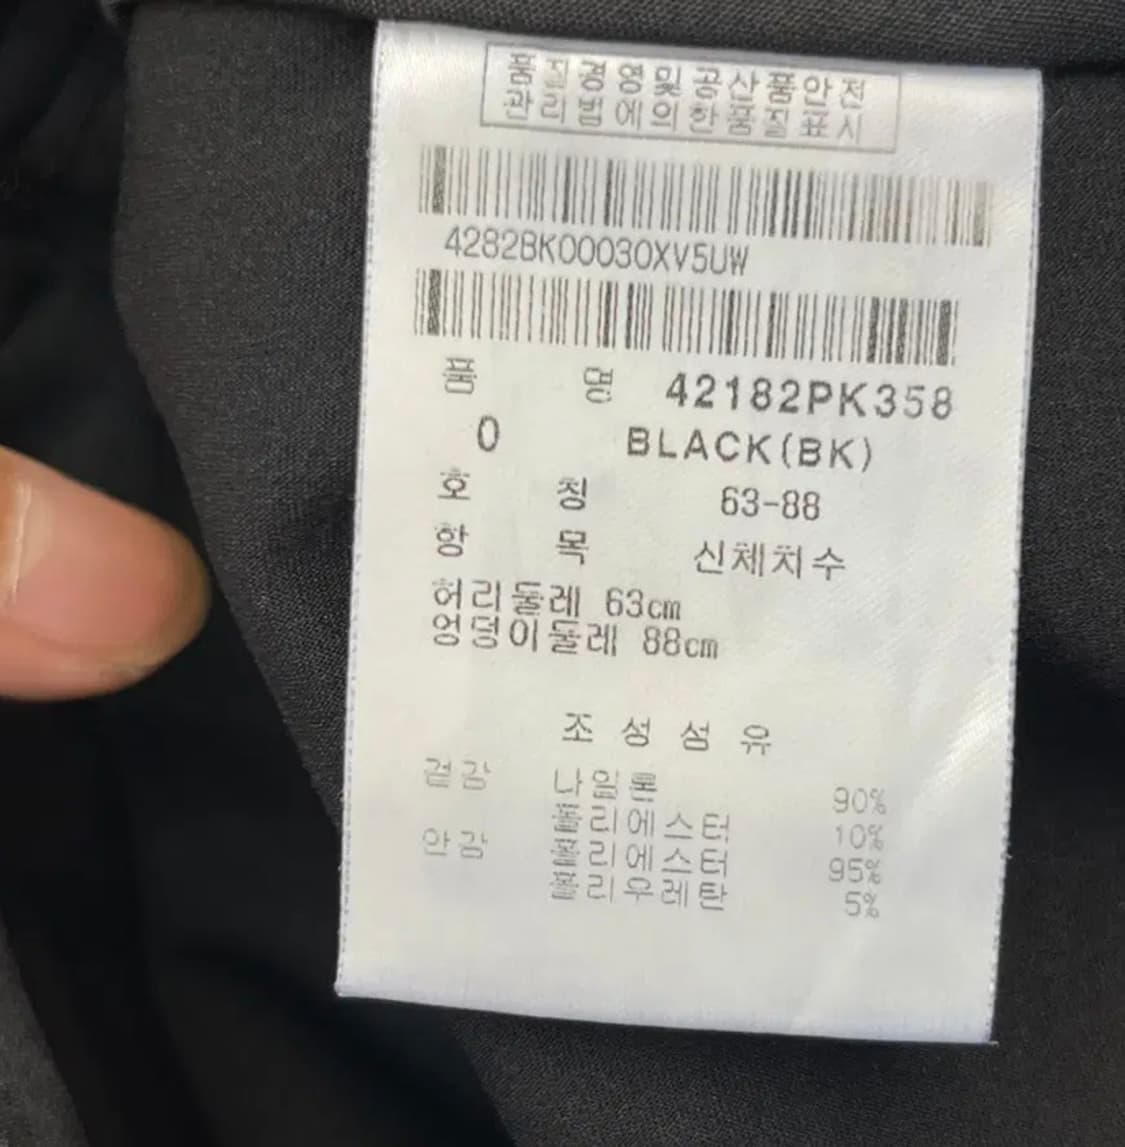 품질경영및공산품안전
관리법에의한품질표시
4282BK00030XV5UW
품 명 42182PK358
0 BLACK(BK)
호 칭 63-88
항 목 신체치수
허리둘레 63cm
엉덩이둘레 88cm
조 성 섬 유
겉감 나일론 90%
폴리에스터 10%
안감 폴리에스터 95%
폴리우레탄 5%